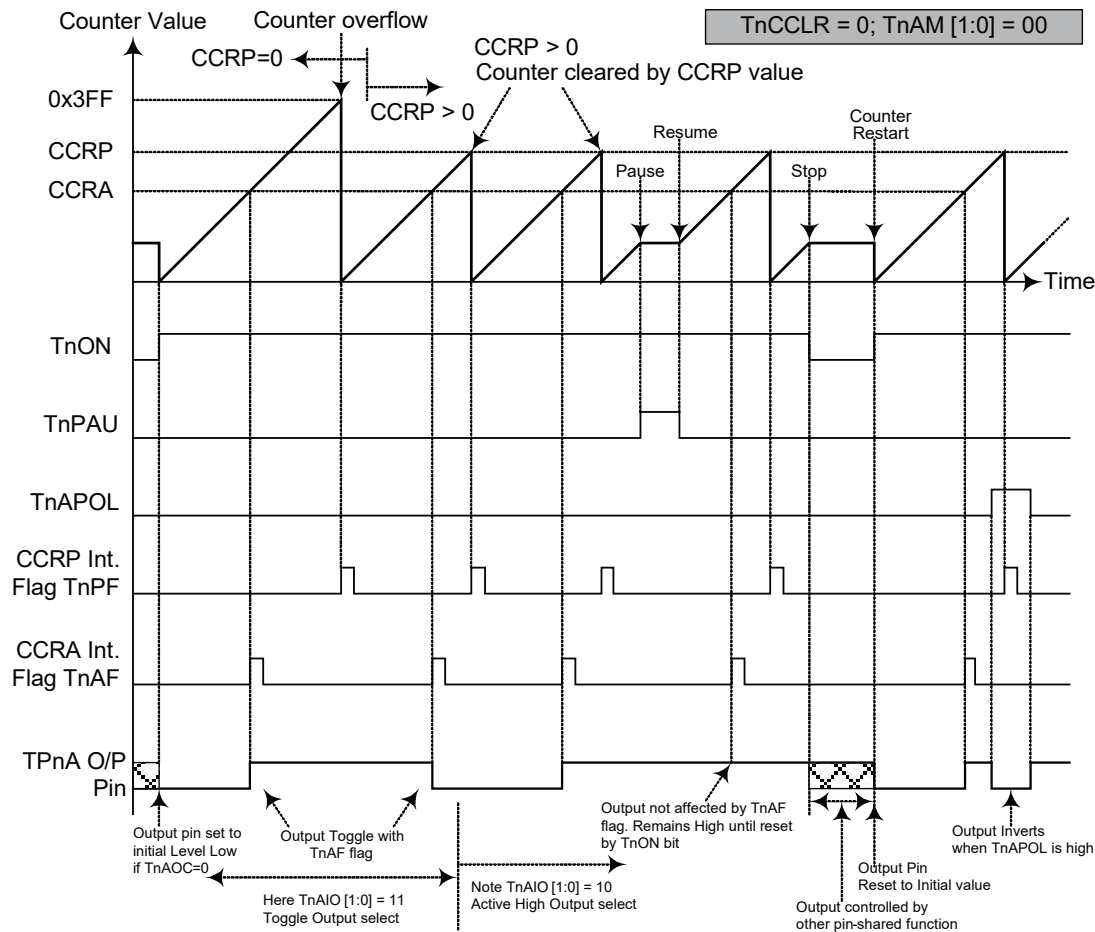 Counter Value
Counter overflow
TnCCLR = 0; TnAM [1:0] = 00
CCRP=0
CCRP > 0
CCRP > 0
Counter cleared by CCRP value
0x3FF
CCRP
CCRA
Pause
Resume
Stop
Counter
Restart
Time
TnON
TnPAU
TnAPOL
CCRP Int.
Flag TnPF
CCRA Int.
Flag TnAF
TPnA O/P
Pin
Output pin set to
initial Level Low
if TnAOC=0
Output Toggle with
TnAF flag
Here TnAIO [1:0] = 11
Toggle Output select
Note TnAIO [1:0] = 10
Active High Output select
Output not affected by TnAF
flag. Remains High until reset
by TnON bit
Output controlled by
other pin-shared function
Output Pin
Reset to Initial value
Output Inverts
when TnAPOL is high